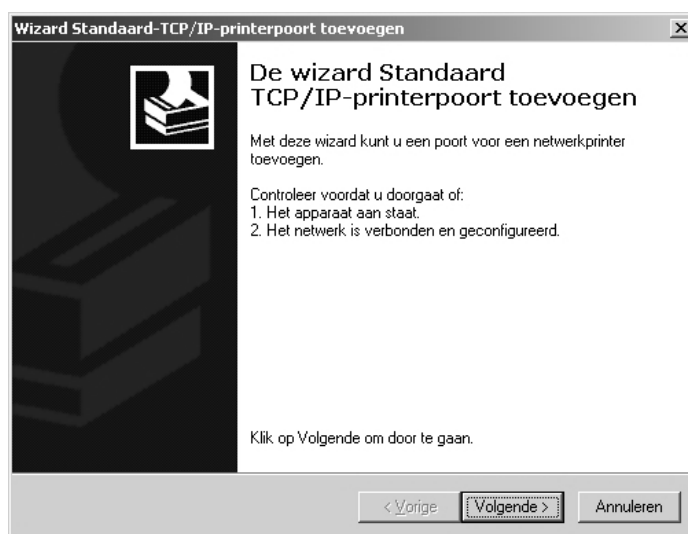 Wizard Standaard-TCP/IP-printerpoort toevoegen
De wizard Standaard
TCP/IP-printerpoort toevoegen
Met deze wizard kunt u een poort voor een netwerkprinter
toevoegen.
Controleer voordat u doorgaat of:
1. Het apparaat aan staat.
2. Het netwerk is verbonden en geconfigureerd.
Klik op Volgende om door te gaan.
< Vorige Volgende > Annuleren